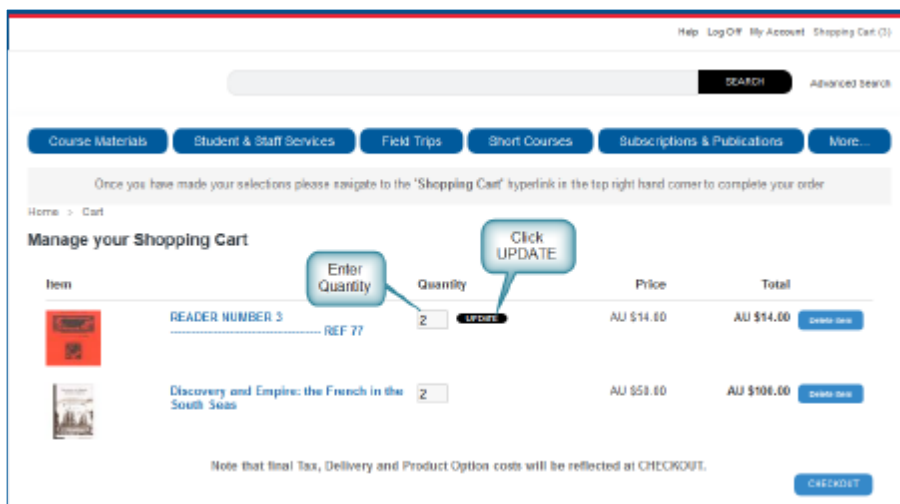 Help Log Off My Account Shopping Cart (3)
SEARCH Advanced Search
Course Materials Student & Staff Services Field Trips Short Courses Subscriptions & Publications More...
Once you have made your selections please navigate to the "Shopping Cart" hyperlink in the top right hand corner to complete your order
Home > Cart
Manage your Shopping Cart
Click
UPDATE
Enter
Quantity
Item Quantity Price Total
READER NUMBER 3 2 UPDATE AU $14.00 AU $14.00 Delete Item
---------------------------------- REF 77
Discovery and Empire: the French in the 2 AU $50.00 AU $100.00 Delete Item
South Seas
Note that final Tax, Delivery and Product Option costs will be reflected at CHECKOUT.
CHECKOUT